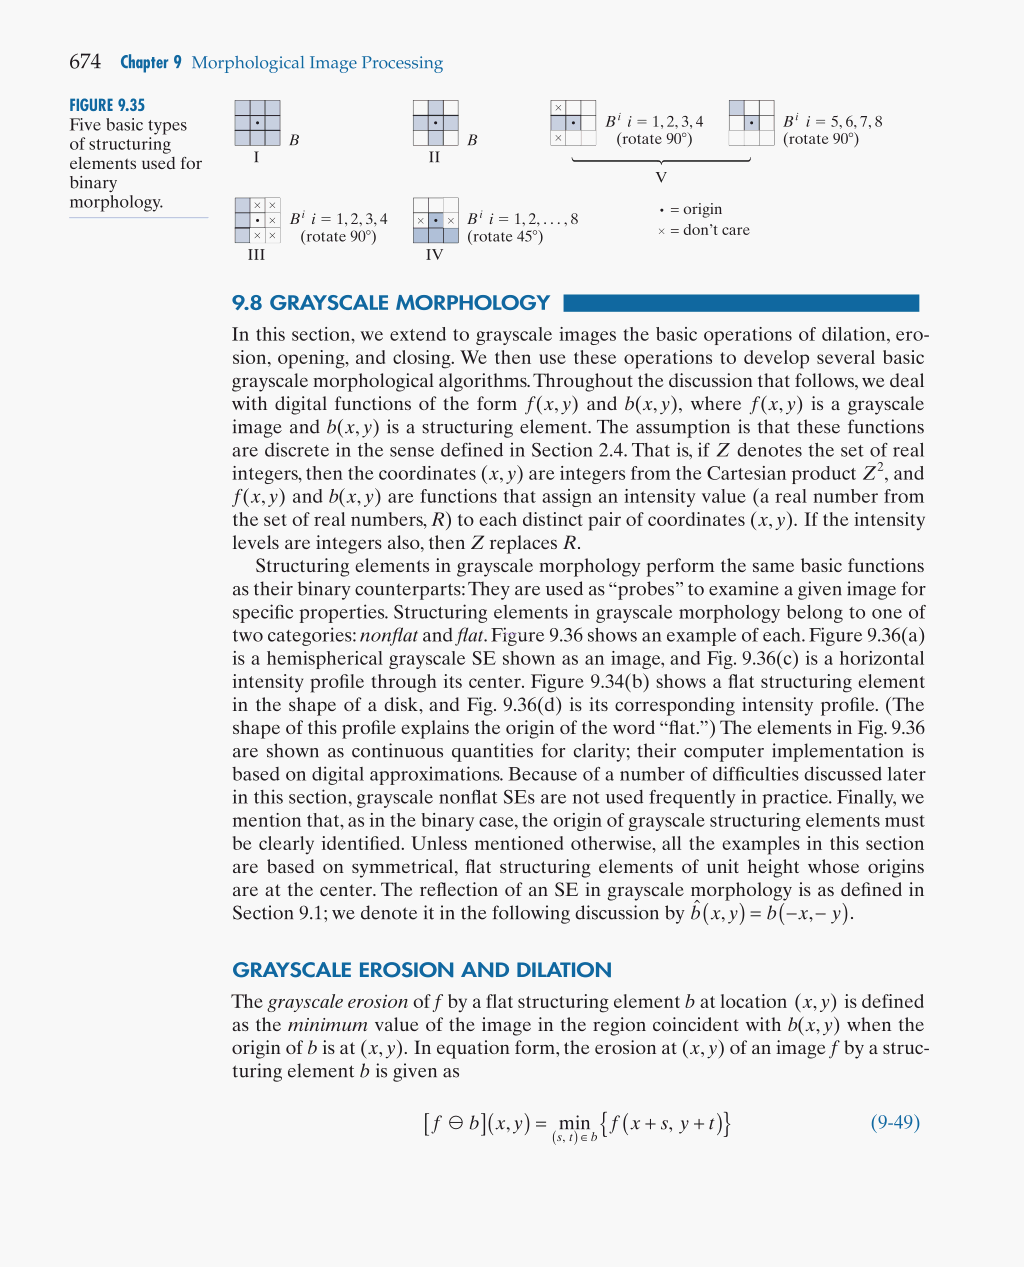 674 Chapter 9 Morphological Image Processing
FIGURE 9.35
Five basic types
of structuring
elements used for
binary
morphology.
B
I
B
II
× ×
B^i i = 1, 2, 3, 4
(rotate 90°)
B^i i = 5, 6, 7, 8
(rotate 90°)
V
× × × × ×
B^i i = 1, 2, 3, 4
(rotate 90°)
III
× ×
B^i i = 1, 2, . . . , 8
(rotate 45°)
IV
• = origin
× = don’t care
9.8 GRAYSCALE MORPHOLOGY
In this section, we extend to grayscale images the basic operations of dilation, ero-
sion, opening, and closing. We then use these operations to develop several basic
grayscale morphological algorithms. Throughout the discussion that follows, we deal
with digital functions of the form f(x, y) and b(x, y), where f(x, y) is a grayscale
image and b(x, y) is a structuring element. The assumption is that these functions
are discrete in the sense defined in Section 2.4. That is, if Z denotes the set of real
integers, then the coordinates (x, y) are integers from the Cartesian product Z², and
f(x, y) and b(x, y) are functions that assign an intensity value (a real number from
the set of real numbers, R) to each distinct pair of coordinates (x, y). If the intensity
levels are integers also, then Z replaces R.
Structuring elements in grayscale morphology perform the same basic functions
as their binary counterparts: They are used as “probes” to examine a given image for
specific properties. Structuring elements in grayscale morphology belong to one of
two categories: nonflat and flat. Figure 9.36 shows an example of each. Figure 9.36(a)
is a hemispherical grayscale SE shown as an image, and Fig. 9.36(c) is a horizontal
intensity profile through its center. Figure 9.34(b) shows a flat structuring element
in the shape of a disk, and Fig. 9.36(d) is its corresponding intensity profile. (The
shape of this profile explains the origin of the word “flat.”) The elements in Fig. 9.36
are shown as continuous quantities for clarity; their computer implementation is
based on digital approximations. Because of a number of difficulties discussed later
in this section, grayscale nonflat SEs are not used frequently in practice. Finally, we
mention that, as in the binary case, the origin of grayscale structuring elements must
be clearly identified. Unless mentioned otherwise, all the examples in this section
are based on symmetrical, flat structuring elements of unit height whose origins
are at the center. The reflection of an SE in grayscale morphology is as defined in
Section 9.1; we denote it in the following discussion by b̂(x, y) = b(−x, − y).
GRAYSCALE EROSION AND DILATION
The grayscale erosion of f by a flat structuring element b at location (x, y) is defined
as the minimum value of the image in the region coincident with b(x, y) when the
origin of b is at (x, y). In equation form, the erosion at (x, y) of an image f by a struc-
turing element b is given as
[f ⊖ b](x, y) = min_{(s, t)∈b} {f(x + s, y + t)} (9-49)